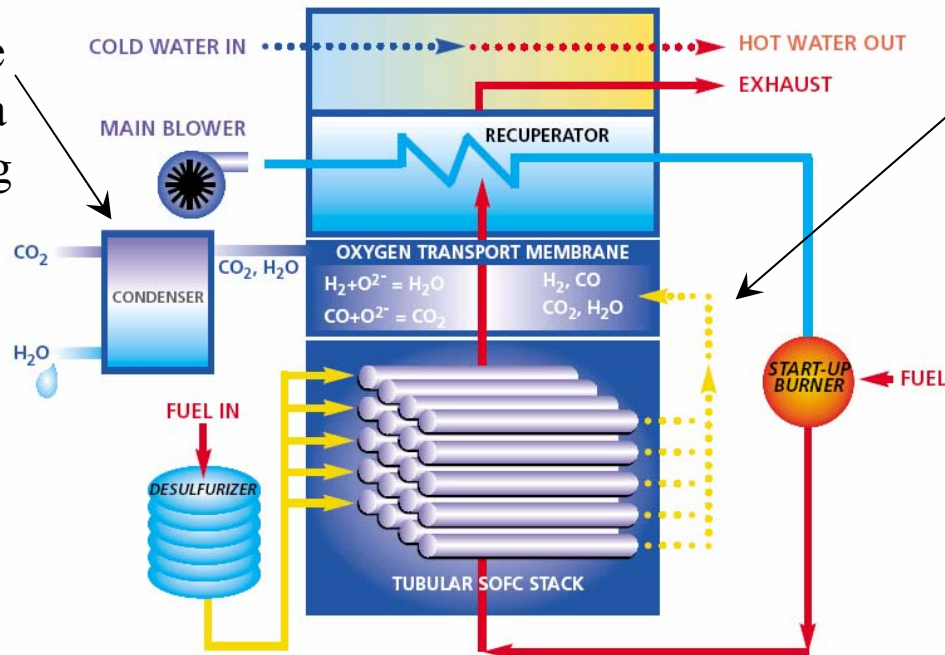 e
a
g
COLD WATER IN
HOT WATER OUT
EXHAUST
MAIN BLOWER
RECUPERATOR
CO₂
CO₂, H₂O
CONDENSER
H₂O
OXYGEN TRANSPORT MEMBRANE
H₂+O²⁻ = H₂O
CO+O²⁻ = CO₂
H₂, CO
CO₂, H₂O
START-UP
BURNER
FUEL
FUEL IN
DESULFURIZER
TUBULAR SOFC STACK